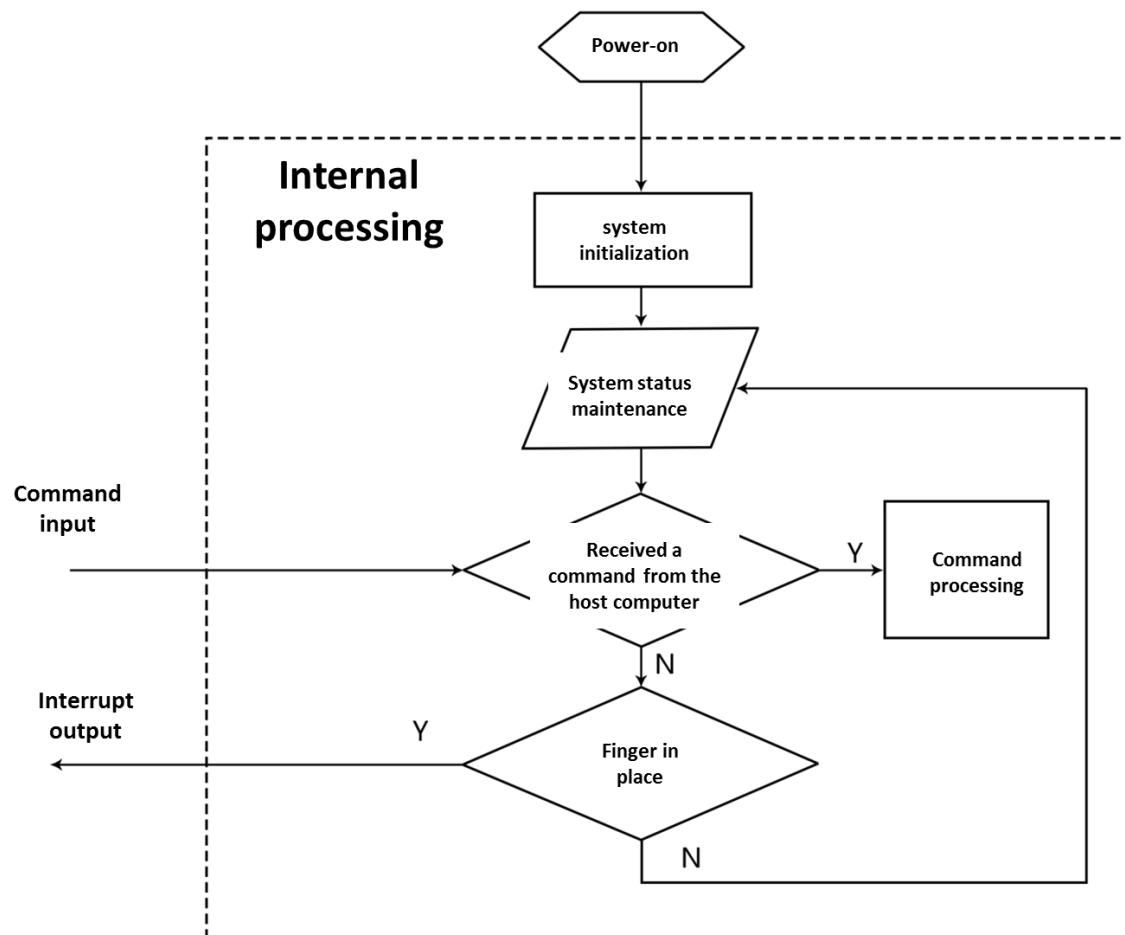 Power-on
Internal
processing
system
initialization
System status
maintenance
Command
input
Received a
command from the
host computer
Y
Command
processing
N
Interrupt
output
Y
Finger in
place
N